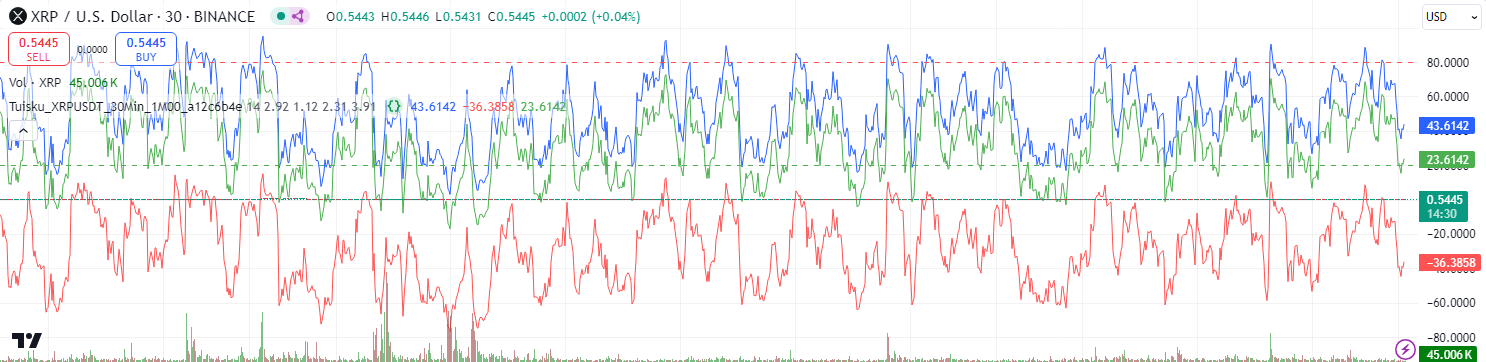 XRP / U.S. Dollar · 30 · BINANCE O0.5443 H0.5446 L0.5431 C0.5445 +0.0002 (+0.04%)
USD
0.5445
SELL
0.0000
0.5445
BUY
Vol · XRP 45.006 K
Tuisku_XRPUSDT_30Min_1M00_a12c6b4e 14 2.92 1.12 2.31 3.91 {} 43.6142 −36.3858 23.6142
80.0000
60.0000
43.6142
23.6142
0.5445
14:30
−20.0000
−36.3858
−60.0000
−80.0000
45.006 K